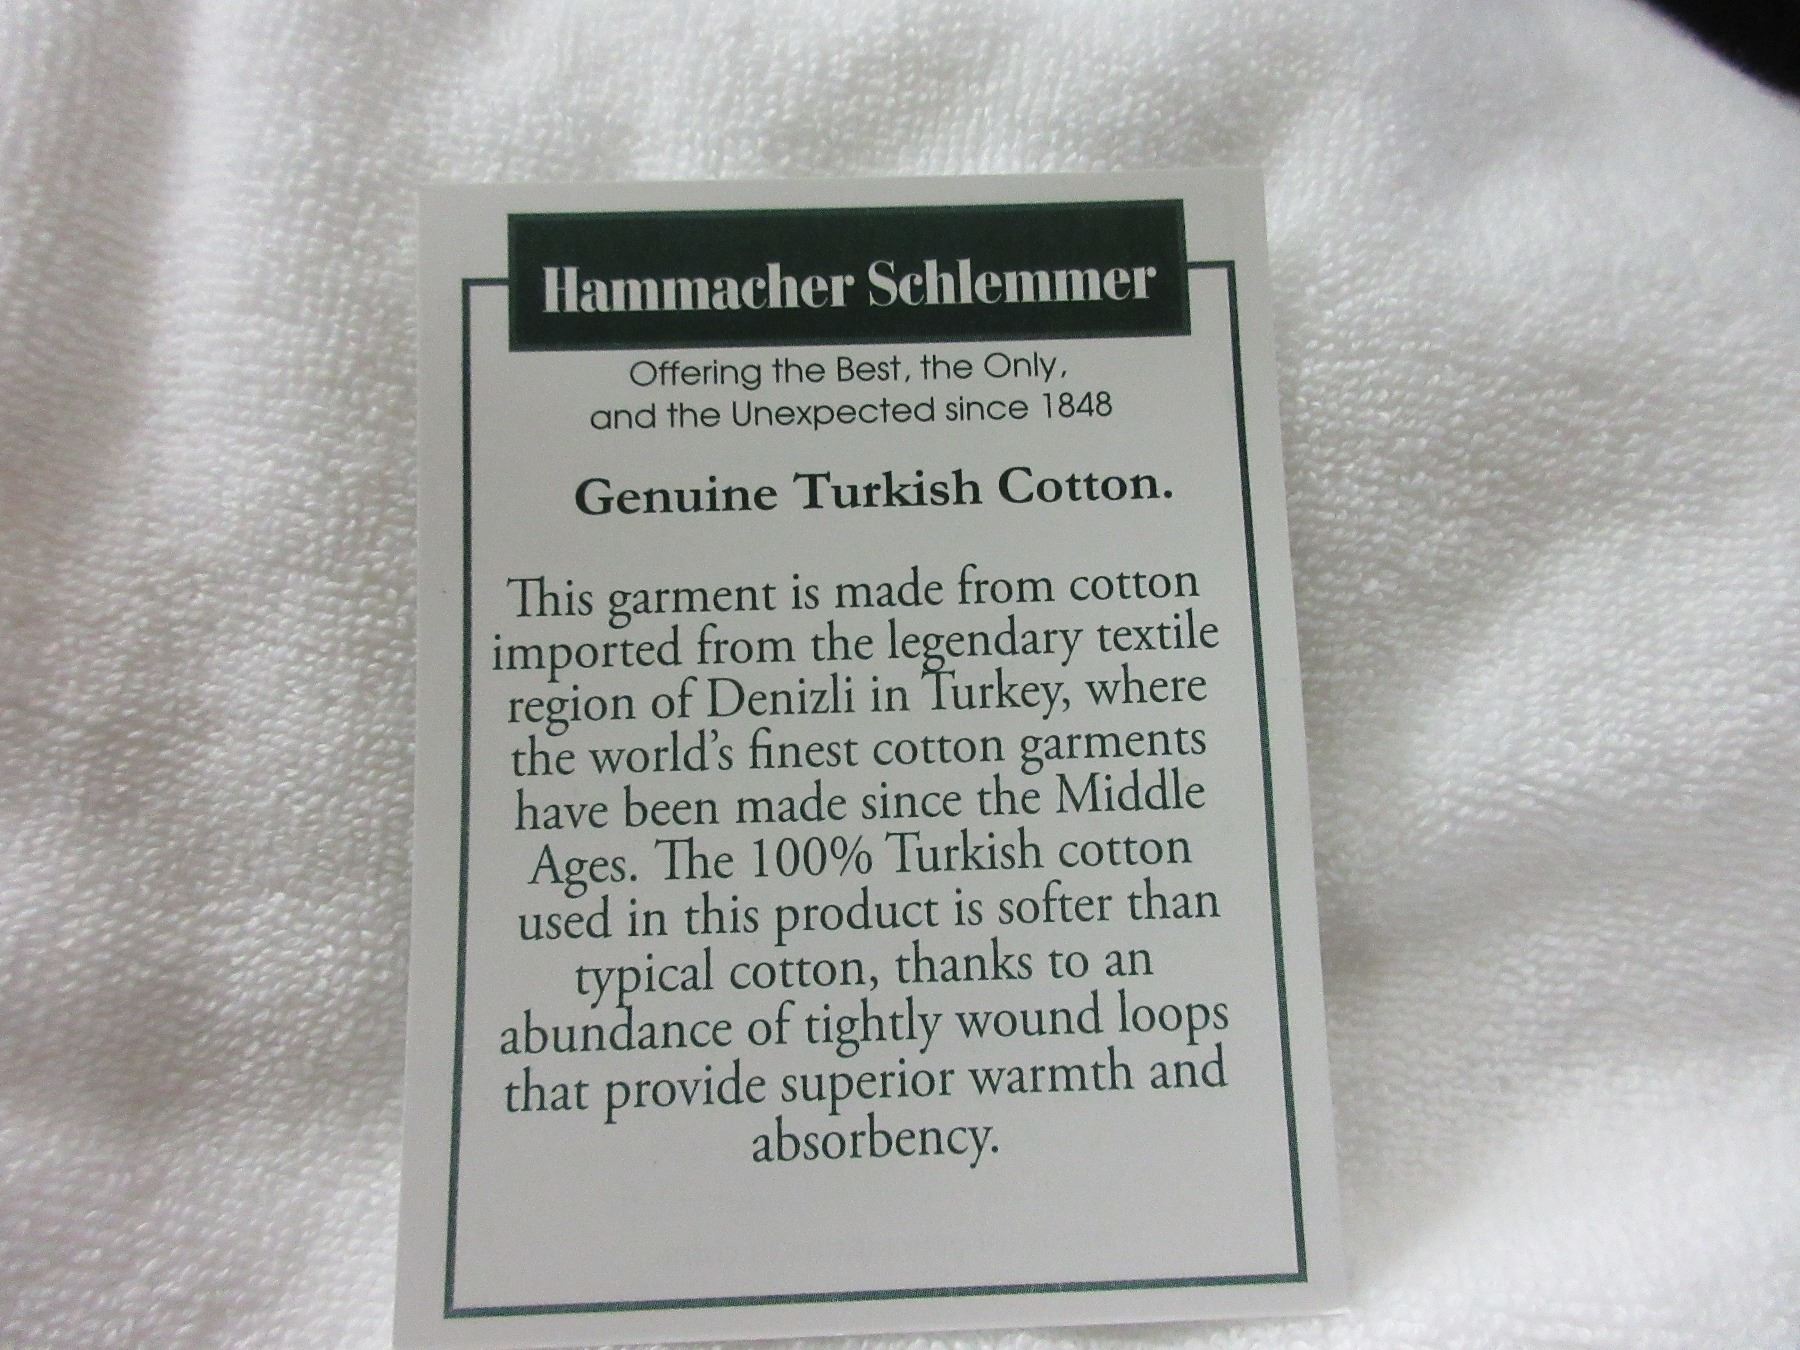 Hammacher Schlemmer
Offering the Best, the Only,
and the Unexpected since 1848
Genuine Turkish Cotton.
This garment is made from cotton
imported from the legendary textile
region of Denizli in Turkey, where
the world's finest cotton garments
have been made since the Middle
Ages. The 100% Turkish cotton
used in this product is softer than
typical cotton, thanks to an
abundance of tightly wound loops
that provide superior warmth and
absorbency.